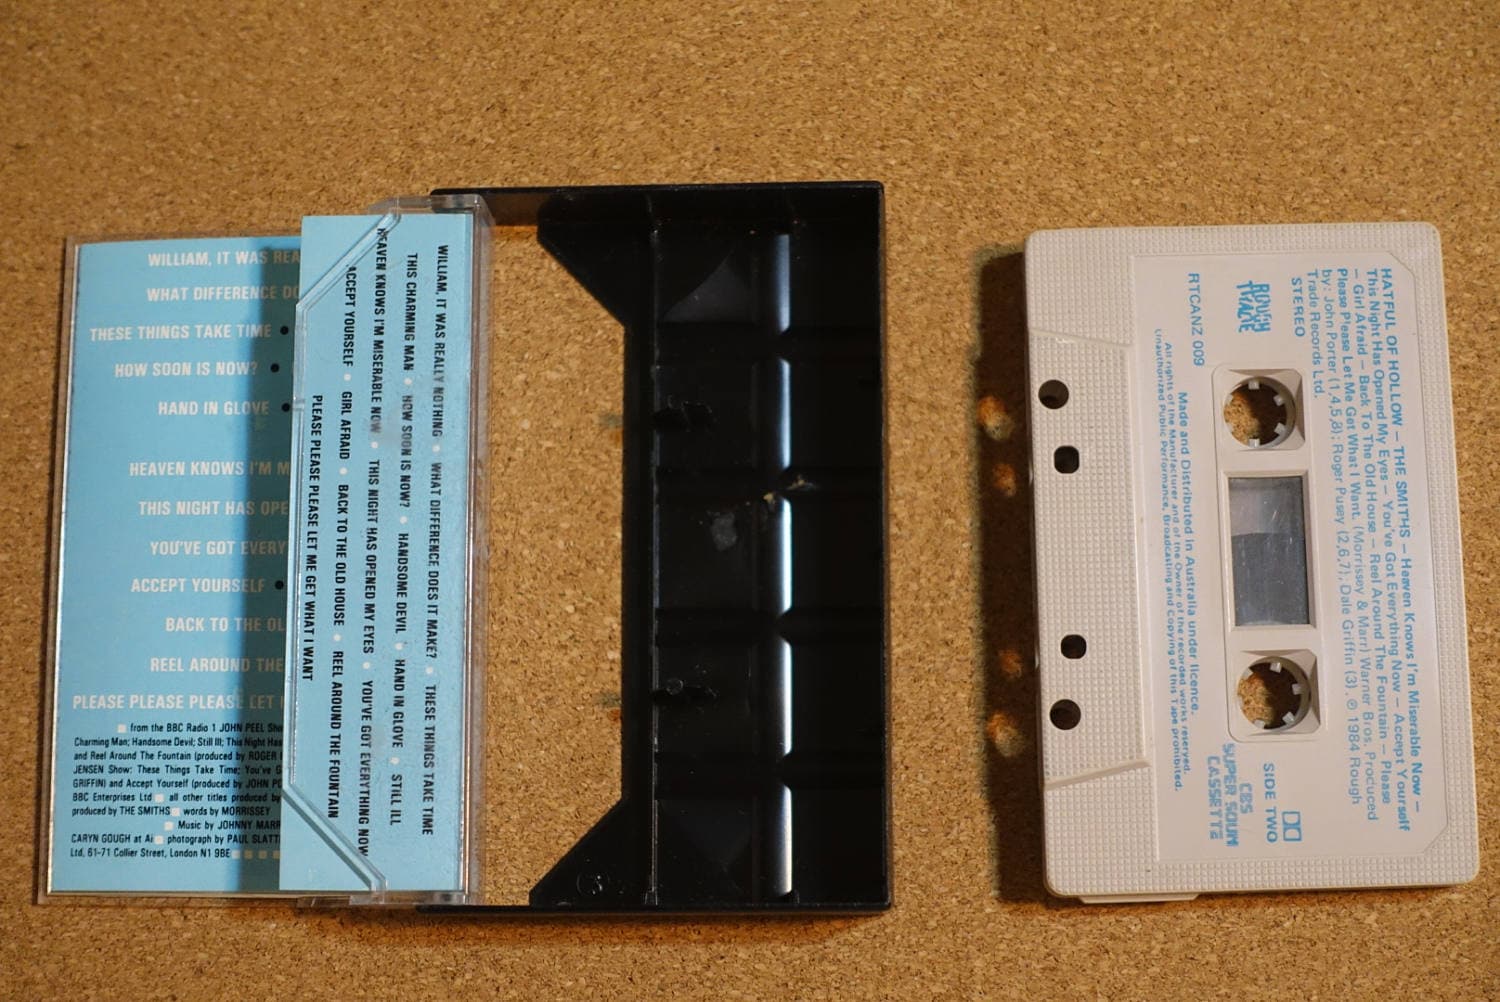 WILLIAM, IT WAS REA
WHAT DIFFERENCE DO
THESE THINGS TAKE TIME •
HOW SOON IS NOW? •
HAND IN GLOVE •
HEAVEN KNOWS I'M M
THIS NIGHT HAS OPE
YOU'VE GOT EVERY
ACCEPT YOURSELF •
BACK TO THE OL
REEL AROUND THE
PLEASE PLEASE PLEASE LET
from the BBC Radio 1 JOHN PEEL Sho
Charming Man; Handsome Devil; Still Ill; This Night Has
and Reel Around The Fountain (produced by ROGER
JENSEN Show: These Things Take Time; You've G
GRIFFIN) and Accept Yourself (produced by JOHN PO
BBC Enterprises Ltd all other titles produced by
produced by THE SMITHS words by MORRISSEY
Music by JOHNNY MARR
CARYN GOUGH at photograph by PAUL SLATT
Ltd, 61-71 Collier Street, London N1 9BE
WILLIAM, IT WAS REALLY NOTHING • WHAT DIFFERENCE DOES IT MAKE? • THESE THINGS TAKE TIME
THIS CHARMING MAN • HOW SOON IS NOW? • HANDSOME DEVIL • HAND IN GLOVE • STILL ILL
HEAVEN KNOWS I'M MISERABLE NOW • THIS NIGHT HAS OPENED MY EYES • YOU'VE GOT EVERYTHING NOW
ACCEPT YOURSELF • GIRL AFRAID • BACK TO THE OLD HOUSE • REEL AROUND THE FOUNTAIN
PLEASE PLEASE PLEASE LET ME GET WHAT I WANT
HATFUL OF HOLLOW – THE SMITHS – Heaven Knows I'm Miserable Now –
This Night Has Opened My Eyes – You've Got Everything Now – Accept Yourself
– Girl Afraid – Back To The Old House – Reel Around The Fountain – Please
Please Please Let Me Get What I Want. (Morrissey & Marr) Warner Bros. Produced
by: John Porter (1,4,5,8); Roger Pusey (2,6,7); Dale Griffin (3). ℗ 1984 Rough
Trade Records Ltd.
STEREO
SIDE TWO
ROUGH
TRADE
CBS
SUPER SOUND
CASSETTE
RTCANZ 009
Made and Distributed in Australia under licence.
All rights of the Manufacturer and of the Owner of the recorded works reserved.
Unauthorized Public Performance, Broadcasting and Copying of this Tape prohibited.